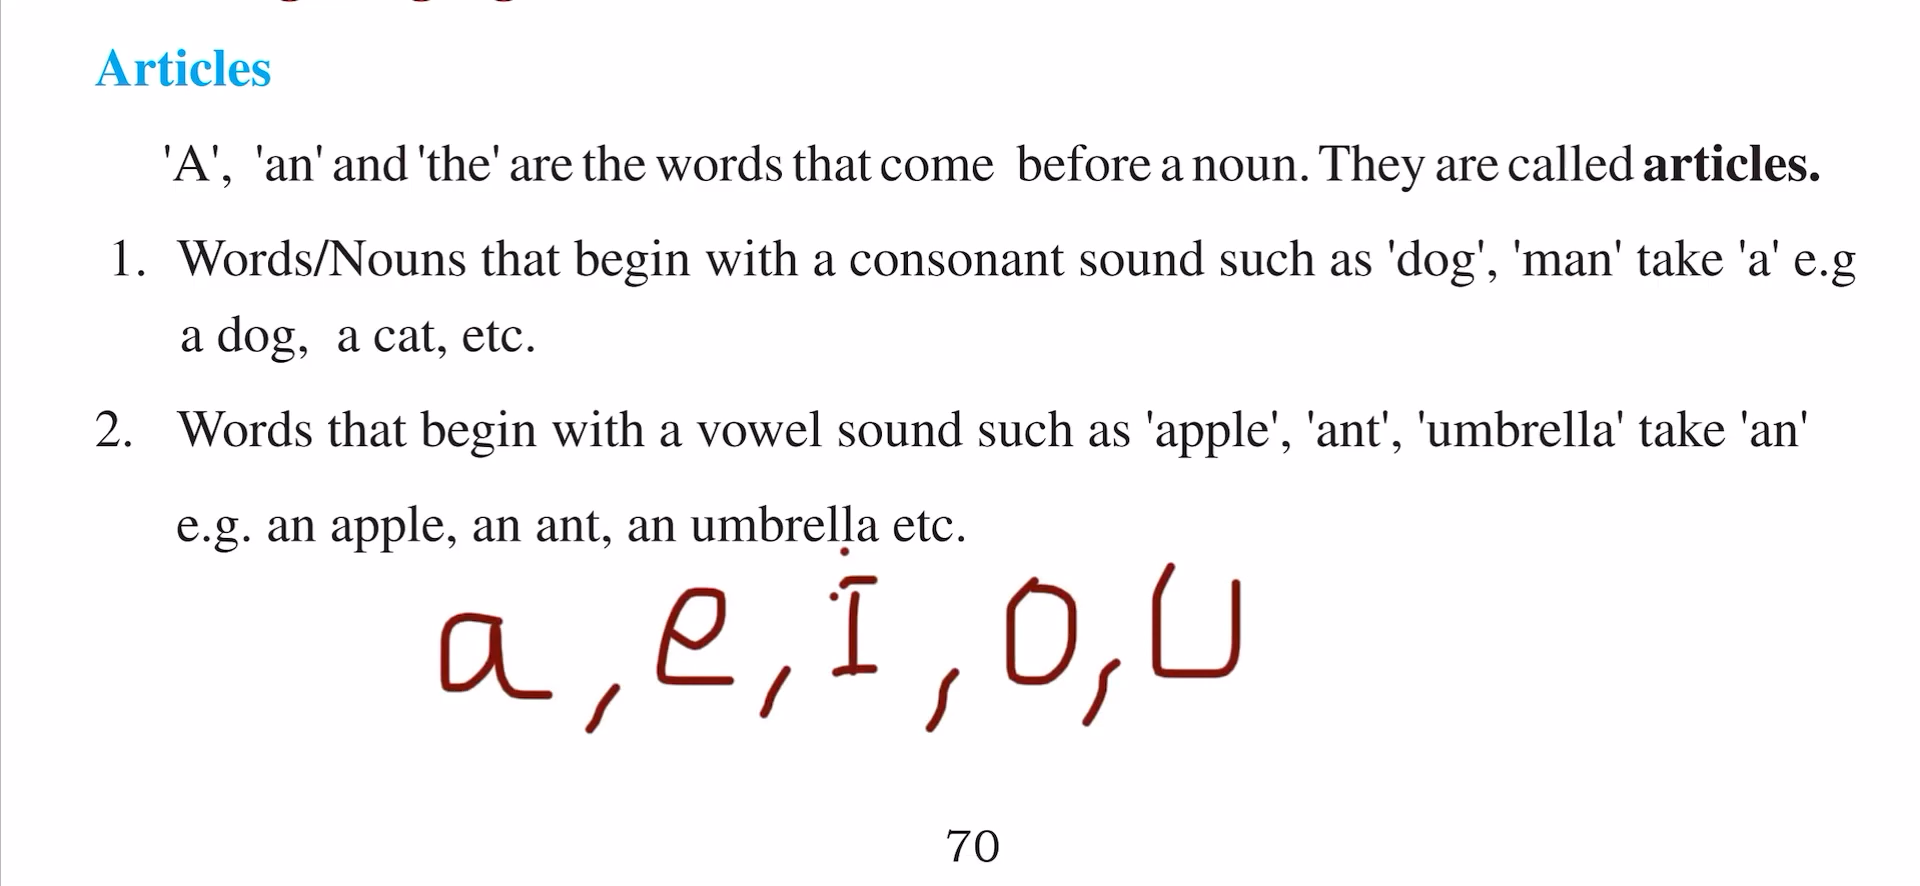 Articles
'A', 'an' and 'the' are the words that come before a noun. They are called articles.
1. Words/Nouns that begin with a consonant sound such as 'dog', 'man' take 'a' e.g
a dog, a cat, etc.
2. Words that begin with a vowel sound such as 'apple', 'ant', 'umbrella' take 'an'
e.g. an apple, an ant, an umbrella etc.
a, e, I, O, U
70